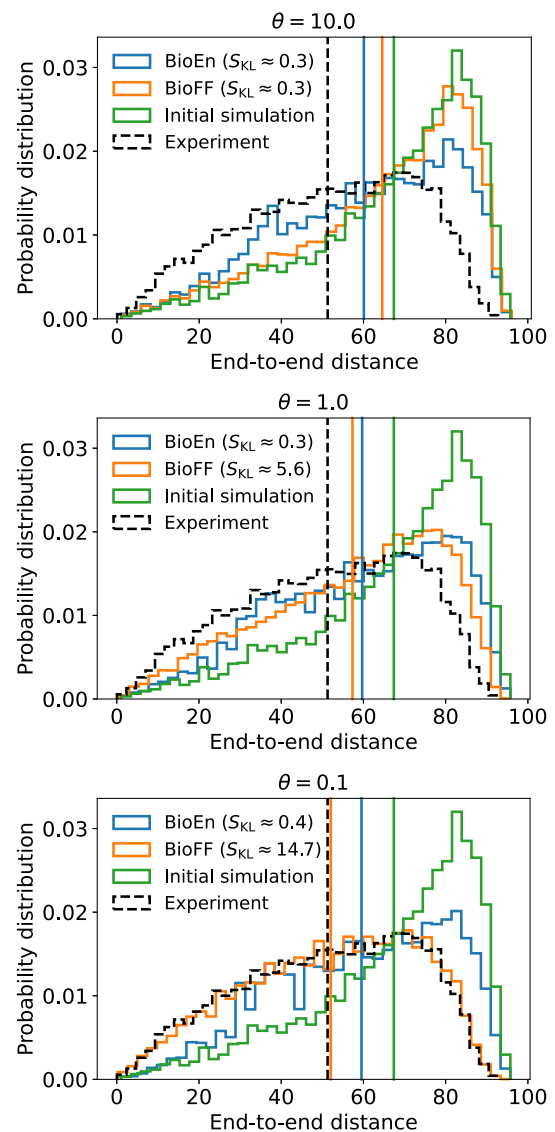 θ = 10.0
BioEn (S_KL ≈ 0.3)
BioFF (S_KL ≈ 0.3)
Initial simulation
Experiment
Probability distribution
0.03
0.02
0.01
0.00
0 20 40 60 80 100
End-to-end distance
θ = 1.0
BioEn (S_KL ≈ 0.3)
BioFF (S_KL ≈ 5.6)
Initial simulation
Experiment
Probability distribution
0.03
0.02
0.01
0.00
0 20 40 60 80 100
End-to-end distance
θ = 0.1
BioEn (S_KL ≈ 0.4)
BioFF (S_KL ≈ 14.7)
Initial simulation
Experiment
Probability distribution
0.03
0.02
0.01
0.00
0 20 40 60 80 100
End-to-end distance